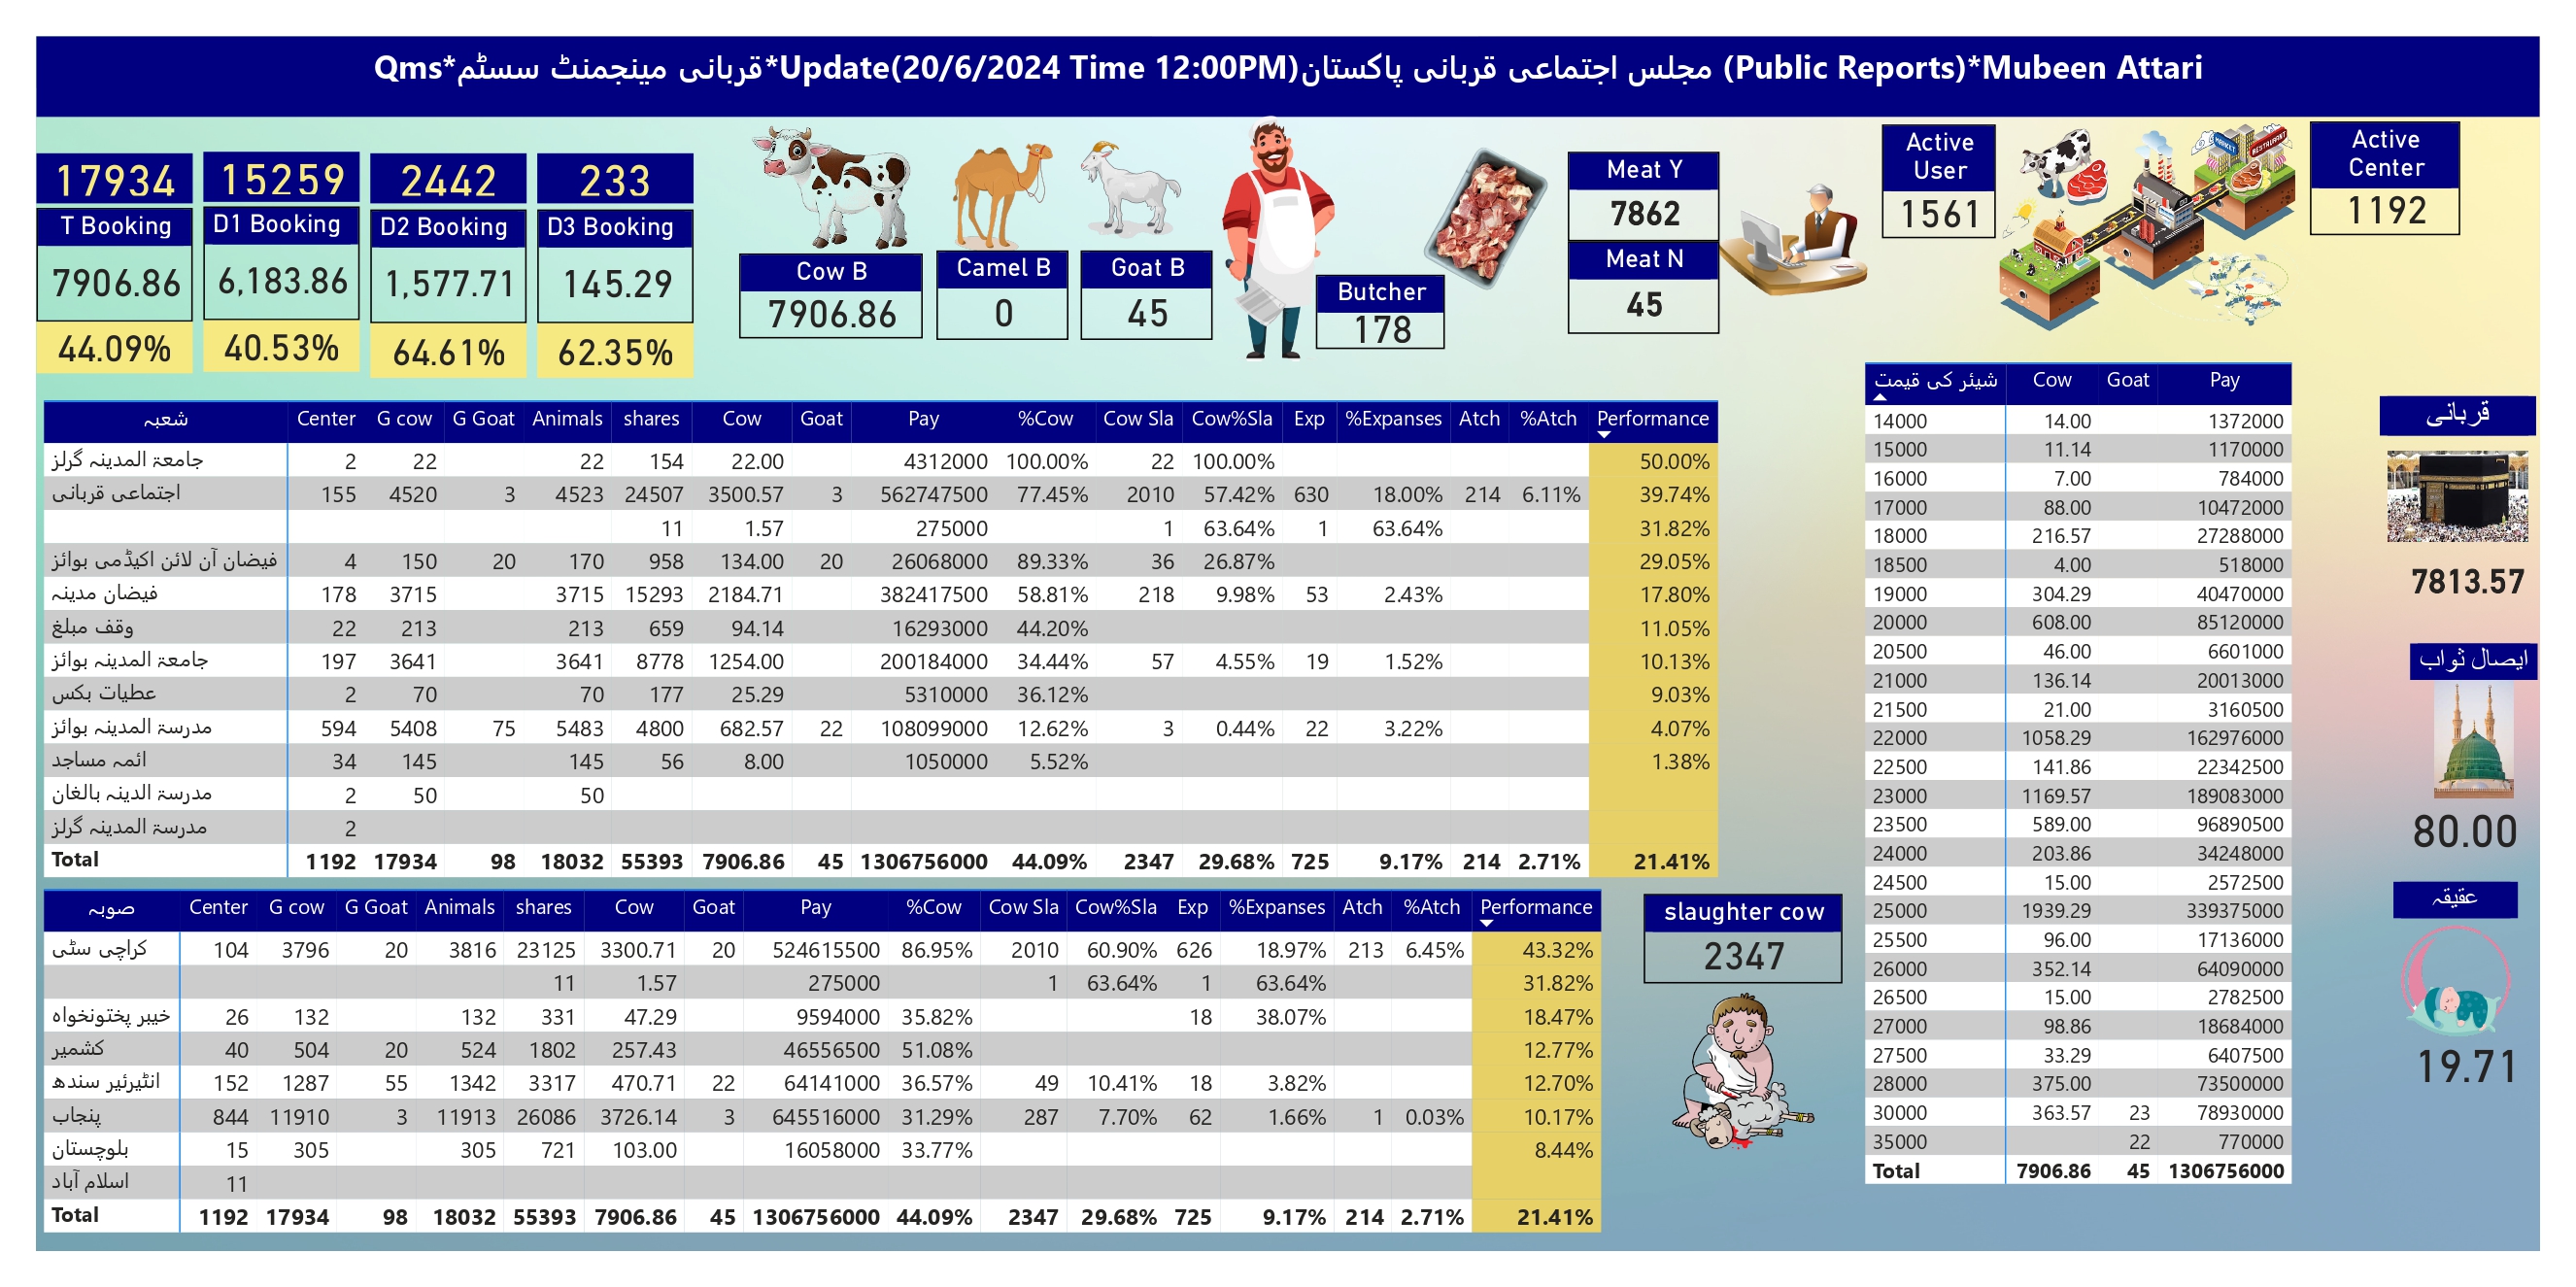 Qms*قربانی مینجمنٹ سسٹم*Update(20/6/2024 Time 12:00PM)مجلس اجتماعی قربانی پاکستان (Public Reports)*Mubeen Attari
17934 15259 2442 233
T Booking D1 Booking D2 Booking D3 Booking
7906.86 6,183.86 1,577.71 145.29
44.09% 40.53% 64.61% 62.35%
Cow B Camel B Goat B
7906.86 0 45
Butcher
178
Meat Y
7862
Meat N
45
Active User
1561
MARKET RESTAURANT
Active Center
1192
شعبہ Center G cow G Goat Animals shares Cow Goat Pay %Cow Cow Sla Cow%Sla Exp %Expanses Atch %Atch Performance
جامعۃ المدینہ گرلز 2 22 22 154 22.00 4312000 100.00% 22 100.00% 50.00%
اجتماعی قربانی 155 4520 3 4523 24507 3500.57 3 562747500 77.45% 2010 57.42% 630 18.00% 214 6.11% 39.74%
11 1.57 275000 1 63.64% 1 63.64% 31.82%
فیضان آن لائن اکیڈمی بوائز 4 150 20 170 958 134.00 20 26068000 89.33% 36 26.87% 29.05%
فیضان مدینہ 178 3715 3715 15293 2184.71 382417500 58.81% 218 9.98% 53 2.43% 17.80%
وقف مبلغ 22 213 213 659 94.14 16293000 44.20% 11.05%
جامعۃ المدینہ بوائز 197 3641 3641 8778 1254.00 200184000 34.44% 57 4.55% 19 1.52% 10.13%
عطیات بکس 2 70 70 177 25.29 5310000 36.12% 9.03%
مدرسۃ المدینہ بوائز 594 5408 75 5483 4800 682.57 22 108099000 12.62% 3 0.44% 22 3.22% 4.07%
ائمہ مساجد 34 145 145 56 8.00 1050000 5.52% 1.38%
مدرسۃ الدینہ بالغان 2 50 50
مدرسۃ المدینہ گرلز 2
Total 1192 17934 98 18032 55393 7906.86 45 1306756000 44.09% 2347 29.68% 725 9.17% 214 2.71% 21.41%
صوبہ Center G cow G Goat Animals shares Cow Goat Pay %Cow Cow Sla Cow%Sla Exp %Expanses Atch %Atch Performance
کراچی سٹی 104 3796 20 3816 23125 3300.71 20 524615500 86.95% 2010 60.90% 626 18.97% 213 6.45% 43.32%
11 1.57 275000 1 63.64% 1 63.64% 31.82%
خیبر پختونخواہ 26 132 132 331 47.29 9594000 35.82% 18 38.07% 18.47%
کشمیر 40 504 20 524 1802 257.43 46556500 51.08% 12.77%
انٹیرئیر سندھ 152 1287 55 1342 3317 470.71 22 64141000 36.57% 49 10.41% 18 3.82% 12.70%
پنجاب 844 11910 3 11913 26086 3726.14 3 645516000 31.29% 287 7.70% 62 1.66% 1 0.03% 10.17%
بلوچستان 15 305 305 721 103.00 16058000 33.77% 8.44%
اسلام آباد 11
Total 1192 17934 98 18032 55393 7906.86 45 1306756000 44.09% 2347 29.68% 725 9.17% 214 2.71% 21.41%
slaughter cow
2347
شیئر کی قیمت Cow Goat Pay
14000 14.00 1372000
15000 11.14 1170000
16000 7.00 784000
17000 88.00 10472000
18000 216.57 27288000
18500 4.00 518000
19000 304.29 40470000
20000 608.00 85120000
20500 46.00 6601000
21000 136.14 20013000
21500 21.00 3160500
22000 1058.29 162976000
22500 141.86 22342500
23000 1169.57 189083000
23500 589.00 96890500
24000 203.86 34248000
24500 15.00 2572500
25000 1939.29 339375000
25500 96.00 17136000
26000 352.14 64090000
26500 15.00 2782500
27000 98.86 18684000
27500 33.29 6407500
28000 375.00 73500000
30000 363.57 23 78930000
35000 22 770000
Total 7906.86 45 1306756000
قربانی
7813.57
ایصال ثواب
80.00
عقیقہ
19.71